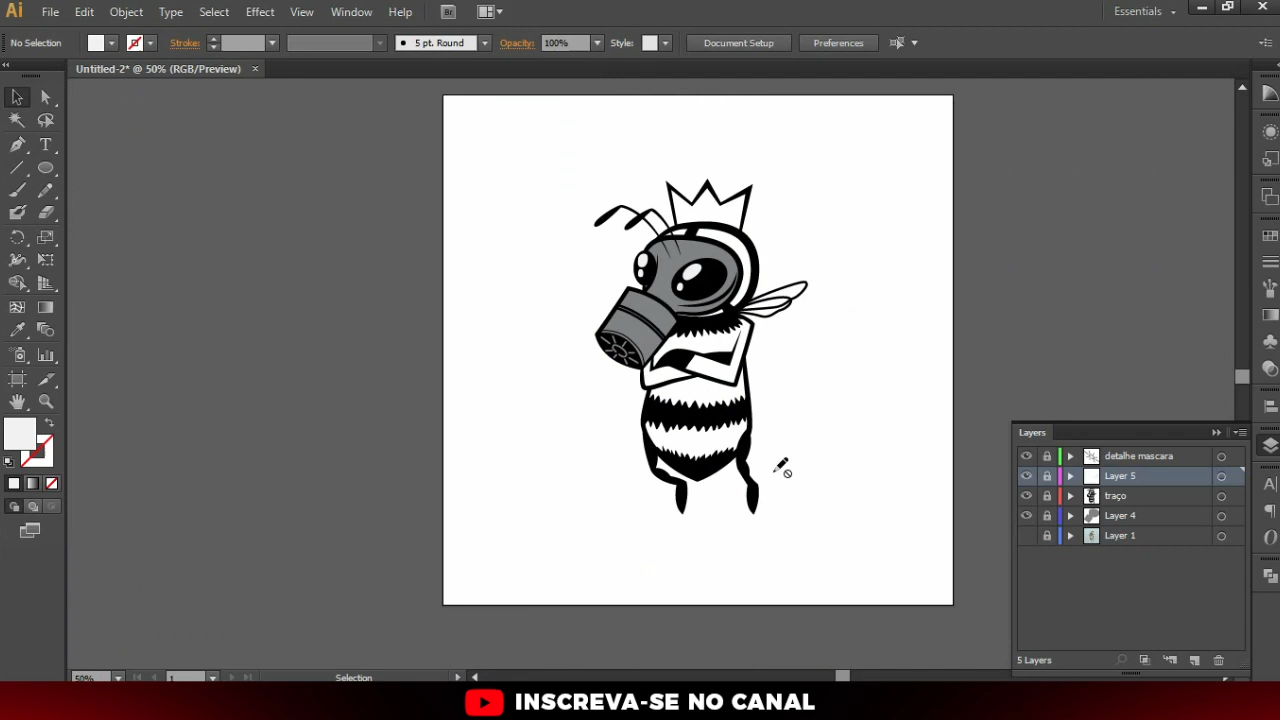 Ai File Edit Object Type Select Effect View Window Help Br Essentials
No Selection Stroke: 5 pt. Round Opacity: 100% Style: Document Setup Preferences
Untitled-2* @ 50% (RGB/Preview)
Layers
detalhe mascara
Layer 5
traço
Layer 4
Layer 1
5 Layers
50% 1 Selection
INSCREVA-SE NO CANAL